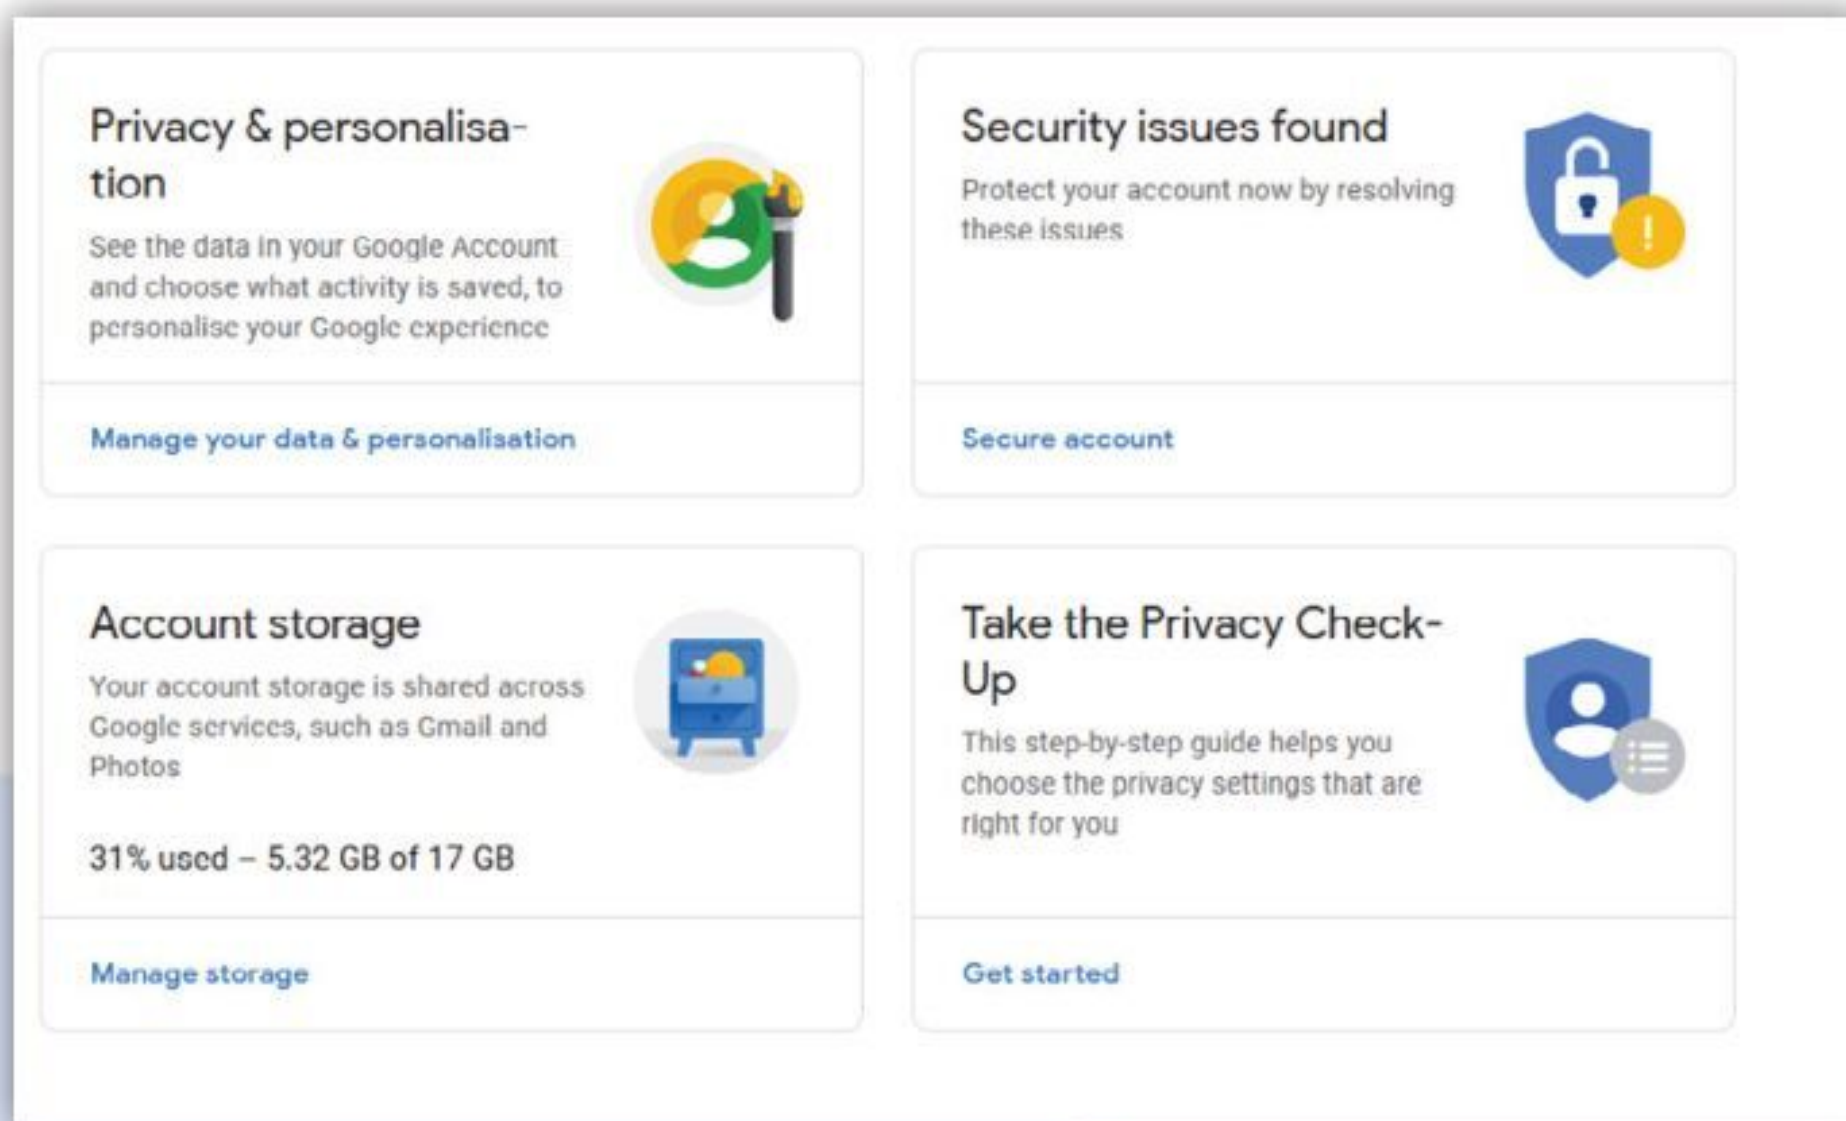 Privacy & personalisa-
tion
See the data in your Google Account
and choose what activity is saved, to
personalise your Google experience
Manage your data & personalisation
Security issues found
Protect your account now by resolving
these issues
Secure account
Account storage
Your account storage is shared across
Google services, such as Gmail and
Photos
31% used – 5.32 GB of 17 GB
Manage storage
Take the Privacy Check-
Up
This step-by-step guide helps you
choose the privacy settings that are
right for you
Get started